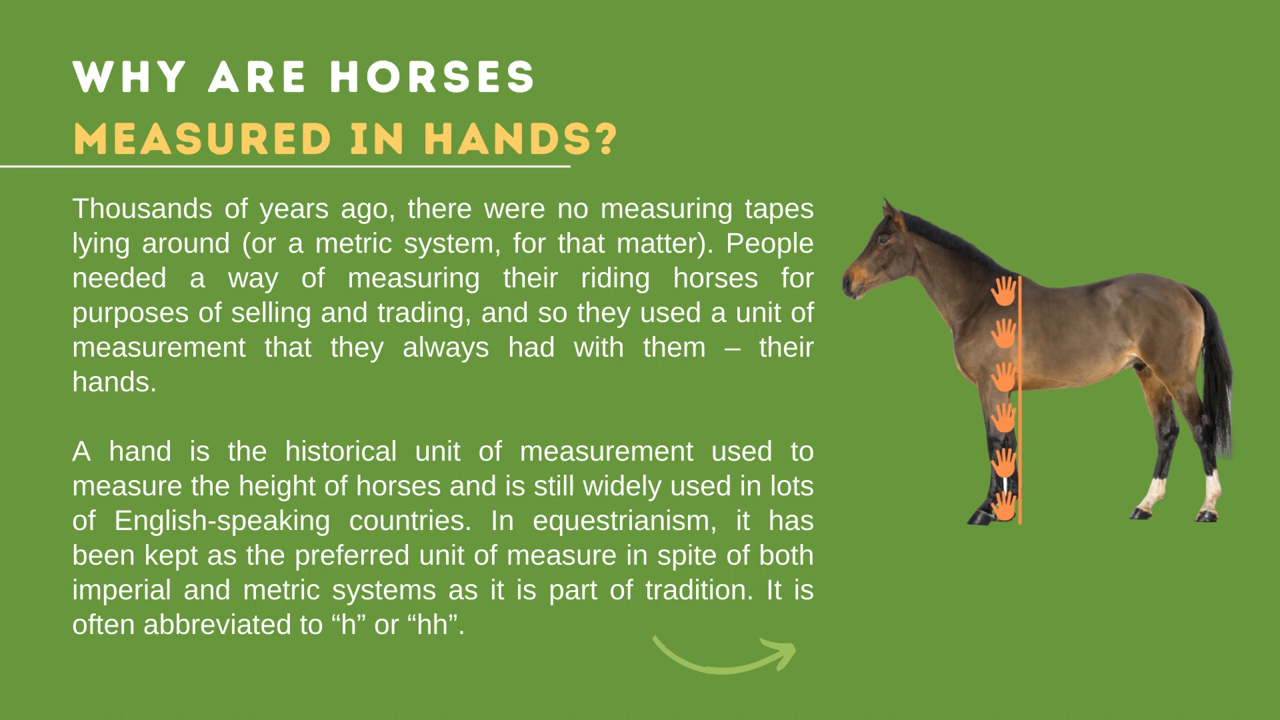 WHY ARE HORSES
MEASURED IN HANDS?
Thousands of years ago, there were no measuring tapes
lying around (or a metric system, for that matter). People
needed a way of measuring their riding horses for
purposes of selling and trading, and so they used a unit of
measurement that they always had with them – their
hands.
A hand is the historical unit of measurement used to
measure the height of horses and is still widely used in lots
of English-speaking countries. In equestrianism, it has
been kept as the preferred unit of measure in spite of both
imperial and metric systems as it is part of tradition. It is
often abbreviated to “h” or “hh”.